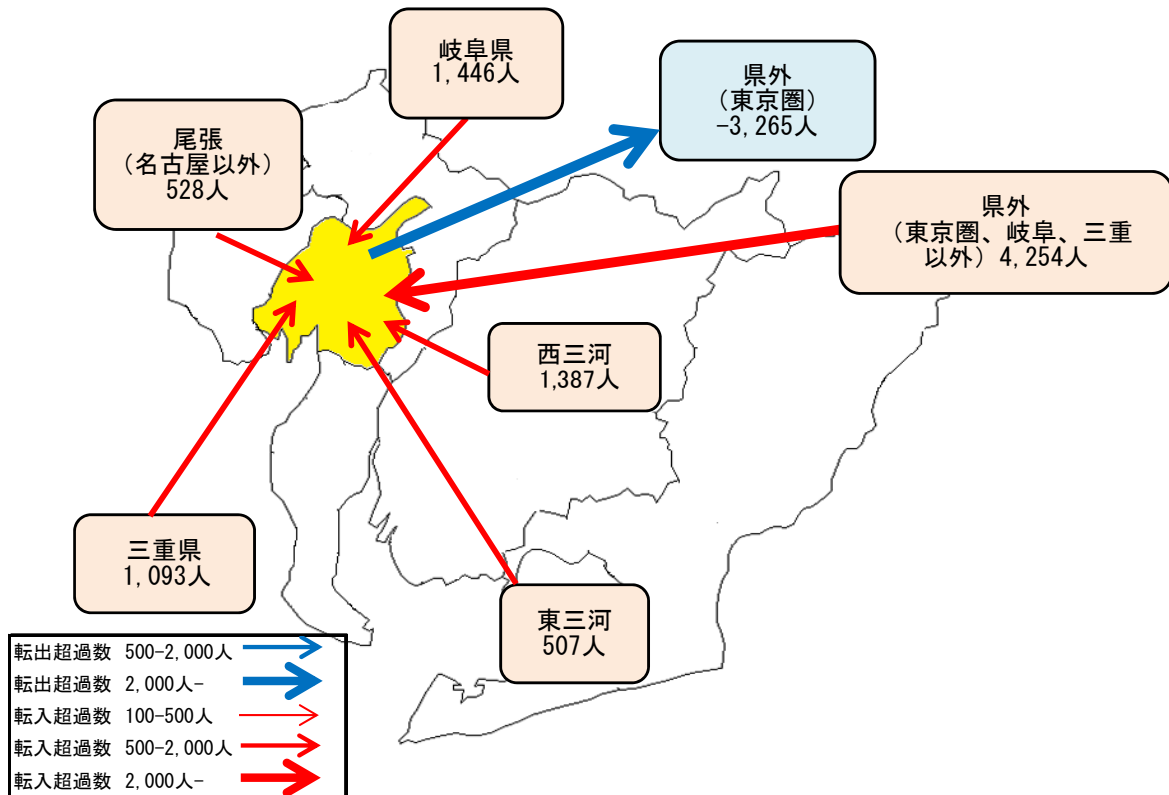 岐阜県
1,446人
県外
（東京圏）
-3,265人
尾張
（名古屋以外）
528人
県外
（東京圏、岐阜、三重
以外）4,254人
西三河
1,387人
三重県
1,093人
東三河
507人
転出超過数 500-2,000人
転出超過数 2,000人-
転入超過数 100-500人
転入超過数 500-2,000人
転入超過数 2,000人-